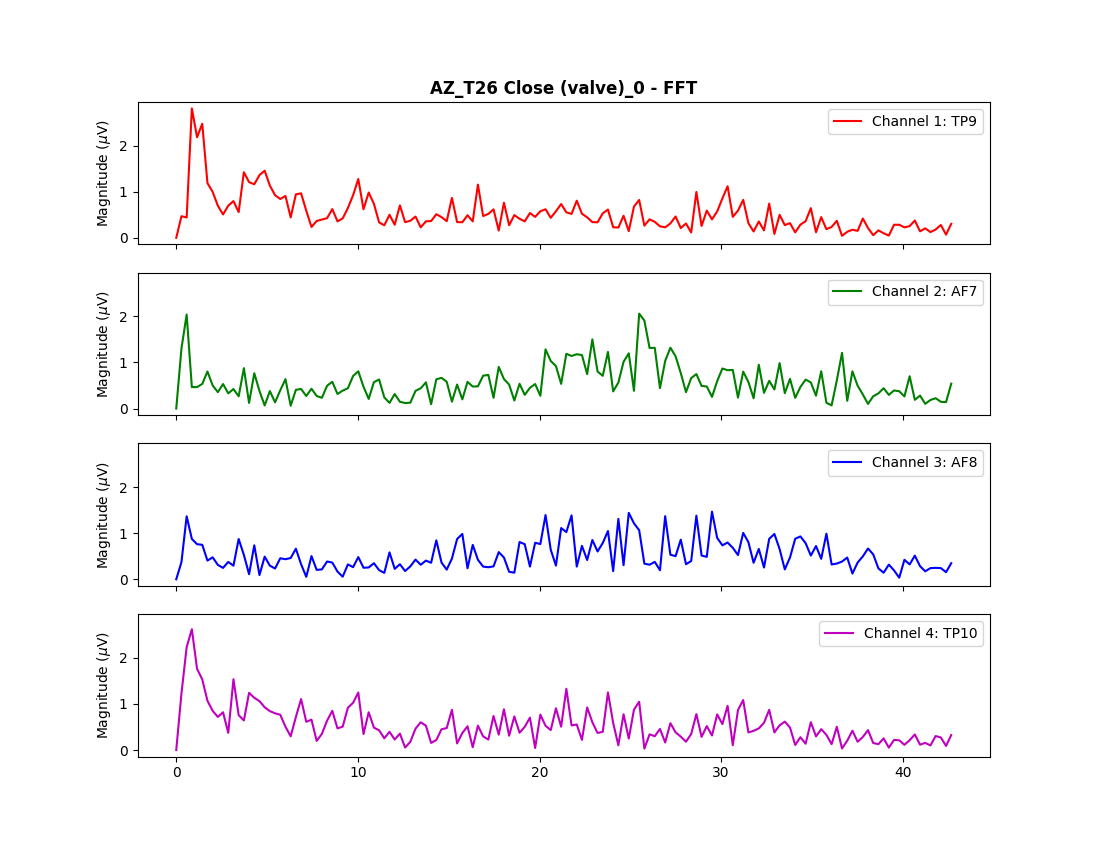 AZ_T26 Close (valve)_0 - FFT
Magnitude (μV)
2
1
0
Channel 1: TP9
Magnitude (μV)
2
1
0
Channel 2: AF7
Magnitude (μV)
2
1
0
Channel 3: AF8
Magnitude (μV)
2
1
0
Channel 4: TP10
0 10 20 30 40